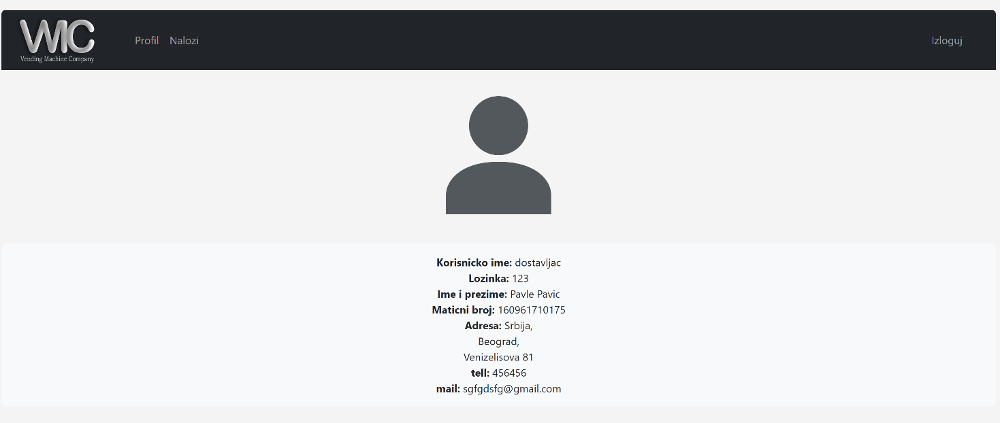 WIC
Vending Machine Company
Profil Nalozi Izloguj
Korisnicko ime: dostavljac
Lozinka: 123
Ime i prezime: Pavle Pavic
Maticni broj: 160961710175
Adresa: Srbija,
Beograd,
Venizelisova 81
tell: 456456
mail: sgfgdsfg@gmail.com